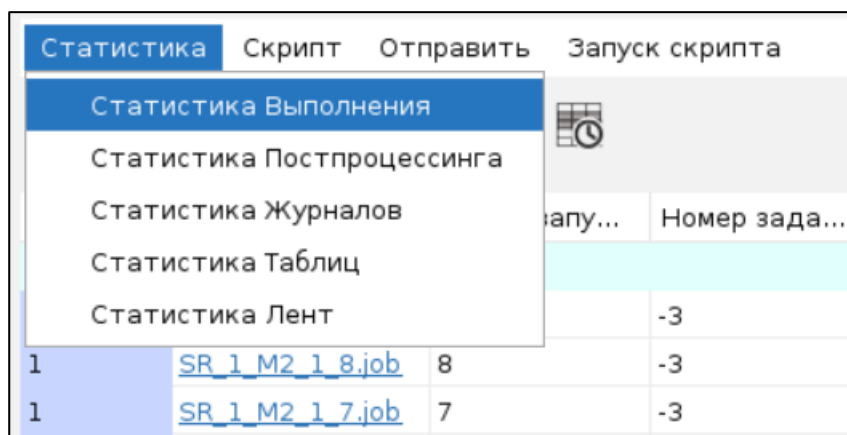 Статистика Скрипт Отправить Запуск скрипта
Статистика Выполнения
Статистика Постпроцессинга
Статистика Журналов
запу... Номер зада...
Статистика Таблиц
Статистика Лент
-3
1 SR_1_M2_1_8.job 8 -3
1 SR_1_M2_1_7.job 7 -3